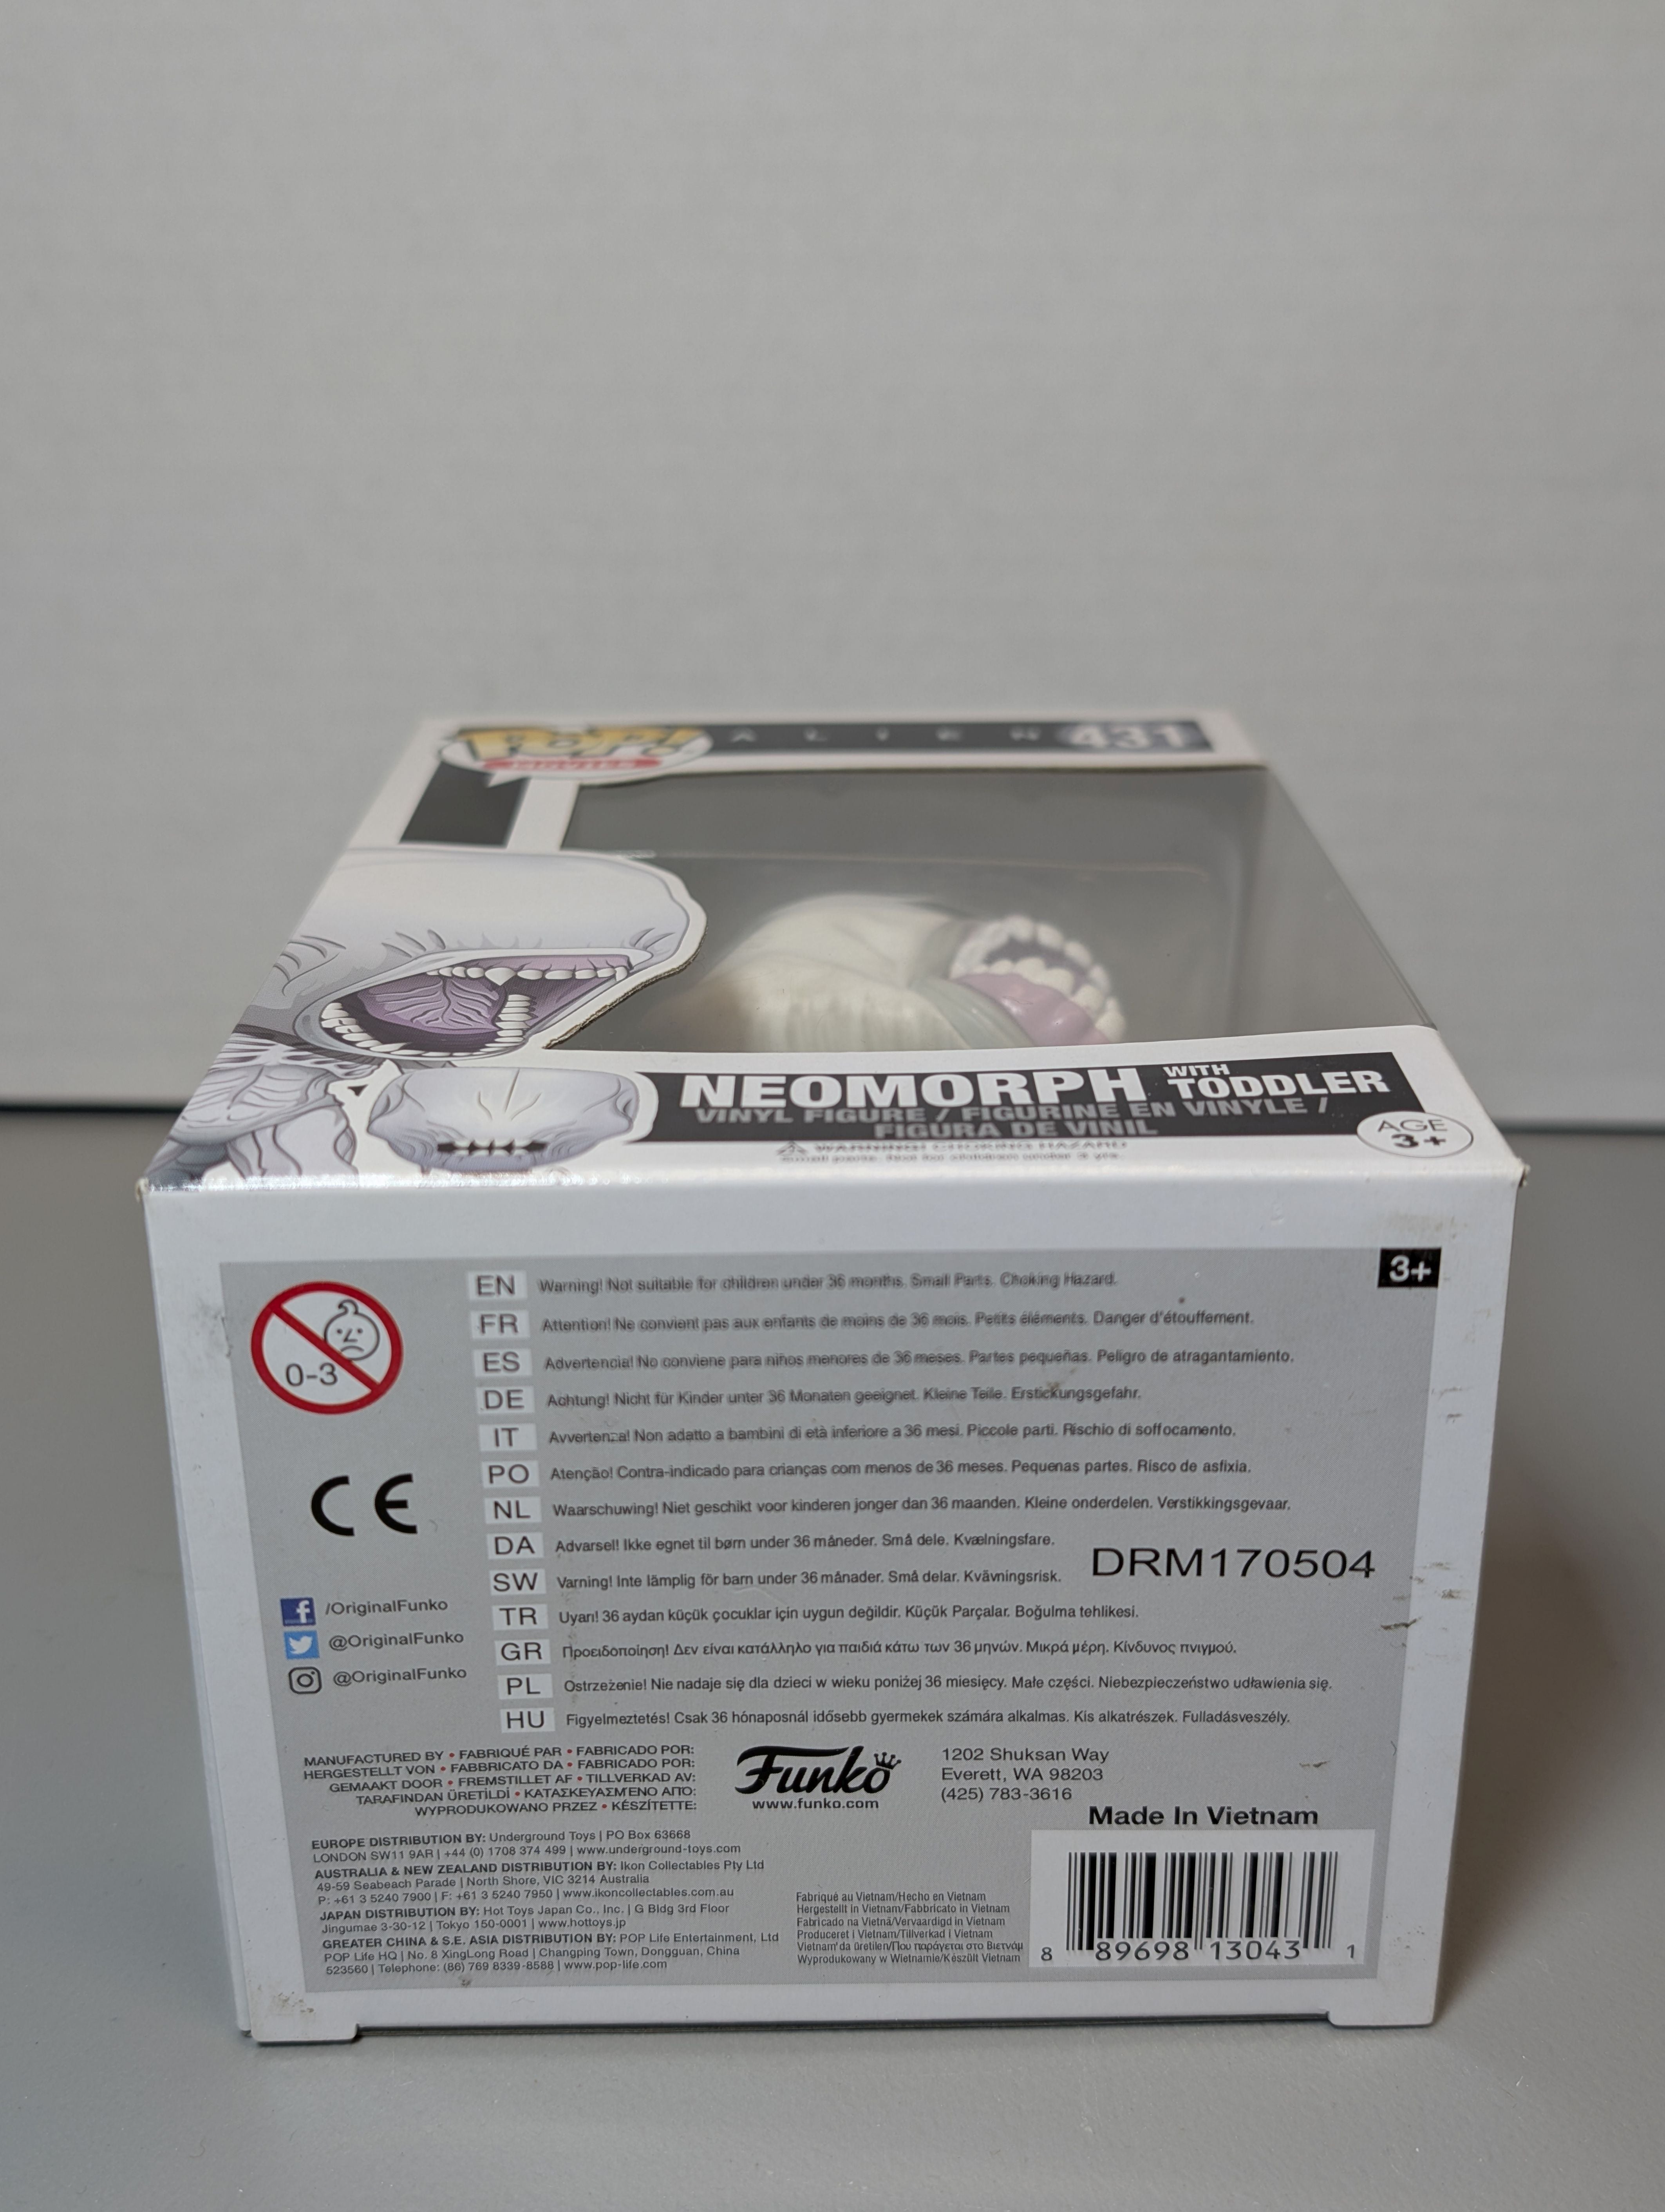 POP! ALIEN 431
MOVIES
NEOMORPH WITH TODDLER
VINYL FIGURE / FIGURINE EN VINYLE /
FIGURA DE VINIL
AGE
3+
⚠ WARNING: CHOKING HAZARD
Small parts. Not for children under 3 yrs.
3+
0-3
EN Warning! Not suitable for children under 36 months. Small Parts. Choking Hazard.
FR Attention! Ne convient pas aux enfants de moins de 36 mois. Petits éléments. Danger d'étouffement.
ES Advertencia! No conviene para niños menores de 36 meses. Partes pequeñas. Peligro de atragantamiento.
DE Achtung! Nicht für Kinder unter 36 Monaten geeignet. Kleine Teile. Erstickungsgefahr.
IT Avvertenza! Non adatto a bambini di età inferiore a 36 mesi. Piccole parti. Rischio di soffocamento.
PO Atenção! Contra-indicado para crianças com menos de 36 meses. Pequenas partes. Risco de asfixia.
NL Waarschuwing! Niet geschikt voor kinderen jonger dan 36 maanden. Kleine onderdelen. Verstikkingsgevaar.
DA Advarsel! Ikke egnet til børn under 36 måneder. Små dele. Kvælningsfare.
SW Varning! Inte lämplig för barn under 36 månader. Små delar. Kvävningsrisk.
TR Uyarı! 36 aydan küçük çocuklar için uygun değildir. Küçük Parçalar. Boğulma tehlikesi.
GR Προειδοποίηση! Δεν είναι κατάλληλο για παιδιά κάτω των 36 μηνών. Μικρά μέρη. Κίνδυνος πνιγμού.
PL Ostrzeżenie! Nie nadaje się dla dzieci w wieku poniżej 36 miesięcy. Małe części. Niebezpieczeństwo udławienia się.
HU Figyelmeztetés! Csak 36 hónaposnál idősebb gyermekek számára alkalmas. Kis alkatrészek. Fulladásveszély.
CE
DRM170504
/OriginalFunko
@OriginalFunko
@OriginalFunko
MANUFACTURED BY • FABRIQUÉ PAR • FABRICADO POR:
HERGESTELLT VON • FABBRICATO DA • FABRICADO POR:
GEMAAKT DOOR • FREMSTILLET AF • TILLVERKAD AV:
TARAFINDAN ÜRETİLDİ • ΚΑΤΑΣΚΕΥΑΣΜΕΝΟ ΑΠΟ:
WYPRODUKOWANO PRZEZ • KÉSZÍTETTE:
Funko
www.funko.com
1202 Shuksan Way
Everett, WA 98203
(425) 783-3616
Made In Vietnam
EUROPE DISTRIBUTION BY: Underground Toys | PO Box 63668
LONDON SW11 9AR | +44 (0) 1708 374 499 | www.underground-toys.com
AUSTRALIA & NEW ZEALAND DISTRIBUTION BY: Ikon Collectables Pty Ltd
49-59 Seabeach Parade | North Shore, VIC 3214 Australia
P: +61 3 5240 7900 | F: +61 3 5240 7950 | www.ikoncollectables.com.au
JAPAN DISTRIBUTION BY: Hot Toys Japan Co., Inc. | G Bldg 3rd Floor
Jingumae 3-30-12 | Tokyo 150-0001 | www.hottoys.jp
GREATER CHINA & S.E. ASIA DISTRIBUTION BY: POP Life Entertainment, Ltd
POP Life HQ | No. 8 XingLong Road | Changping Town, Dongguan, China
523560 | Telephone: (86) 769 8339-8588 | www.pop-life.com
Fabriqué au Vietnam/Hecho en Vietnam
Hergestellt in Vietnam/Fabbricato in Vietnam
Fabricado na Vietnã/Vervaardigd in Vietnam
Produceret i Vietnam/Tillverkad i Vietnam
Vietnam'da üretilen/Που παράγεται στο Βιετνάμ
Wyprodukowany w Wietnamie/Készült Vietnam
8 89698 13043 1